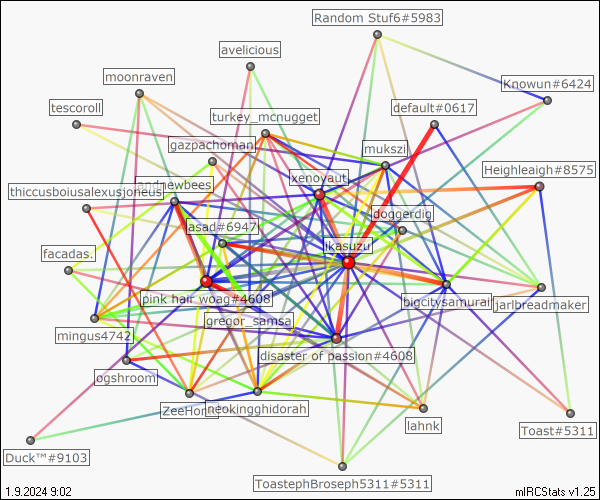 Random Stuf6#5983
avelicious
moonraven
Knowun#6424
tescoroll
default#0617
turkey_mcnugget
gazpachoman
mukszi
Heighleaigh#8575
xenoyaut
thiccusboiusalexusjoneus
andnewbees
doggerdig
asad#6947
ikasuzu
facadas.
pink hair woag#4608
bigcitysamurai
jarlbreadmaker
gregor_samsa
mingus4742
disaster of passion#4608
ogshroom
ZeeHon
neokingghidorah
lahnk
Toast#5311
Duck™#9103
ToastephBroseph5311#5311
1.9.2024 9:02
mIRCStats v1.25